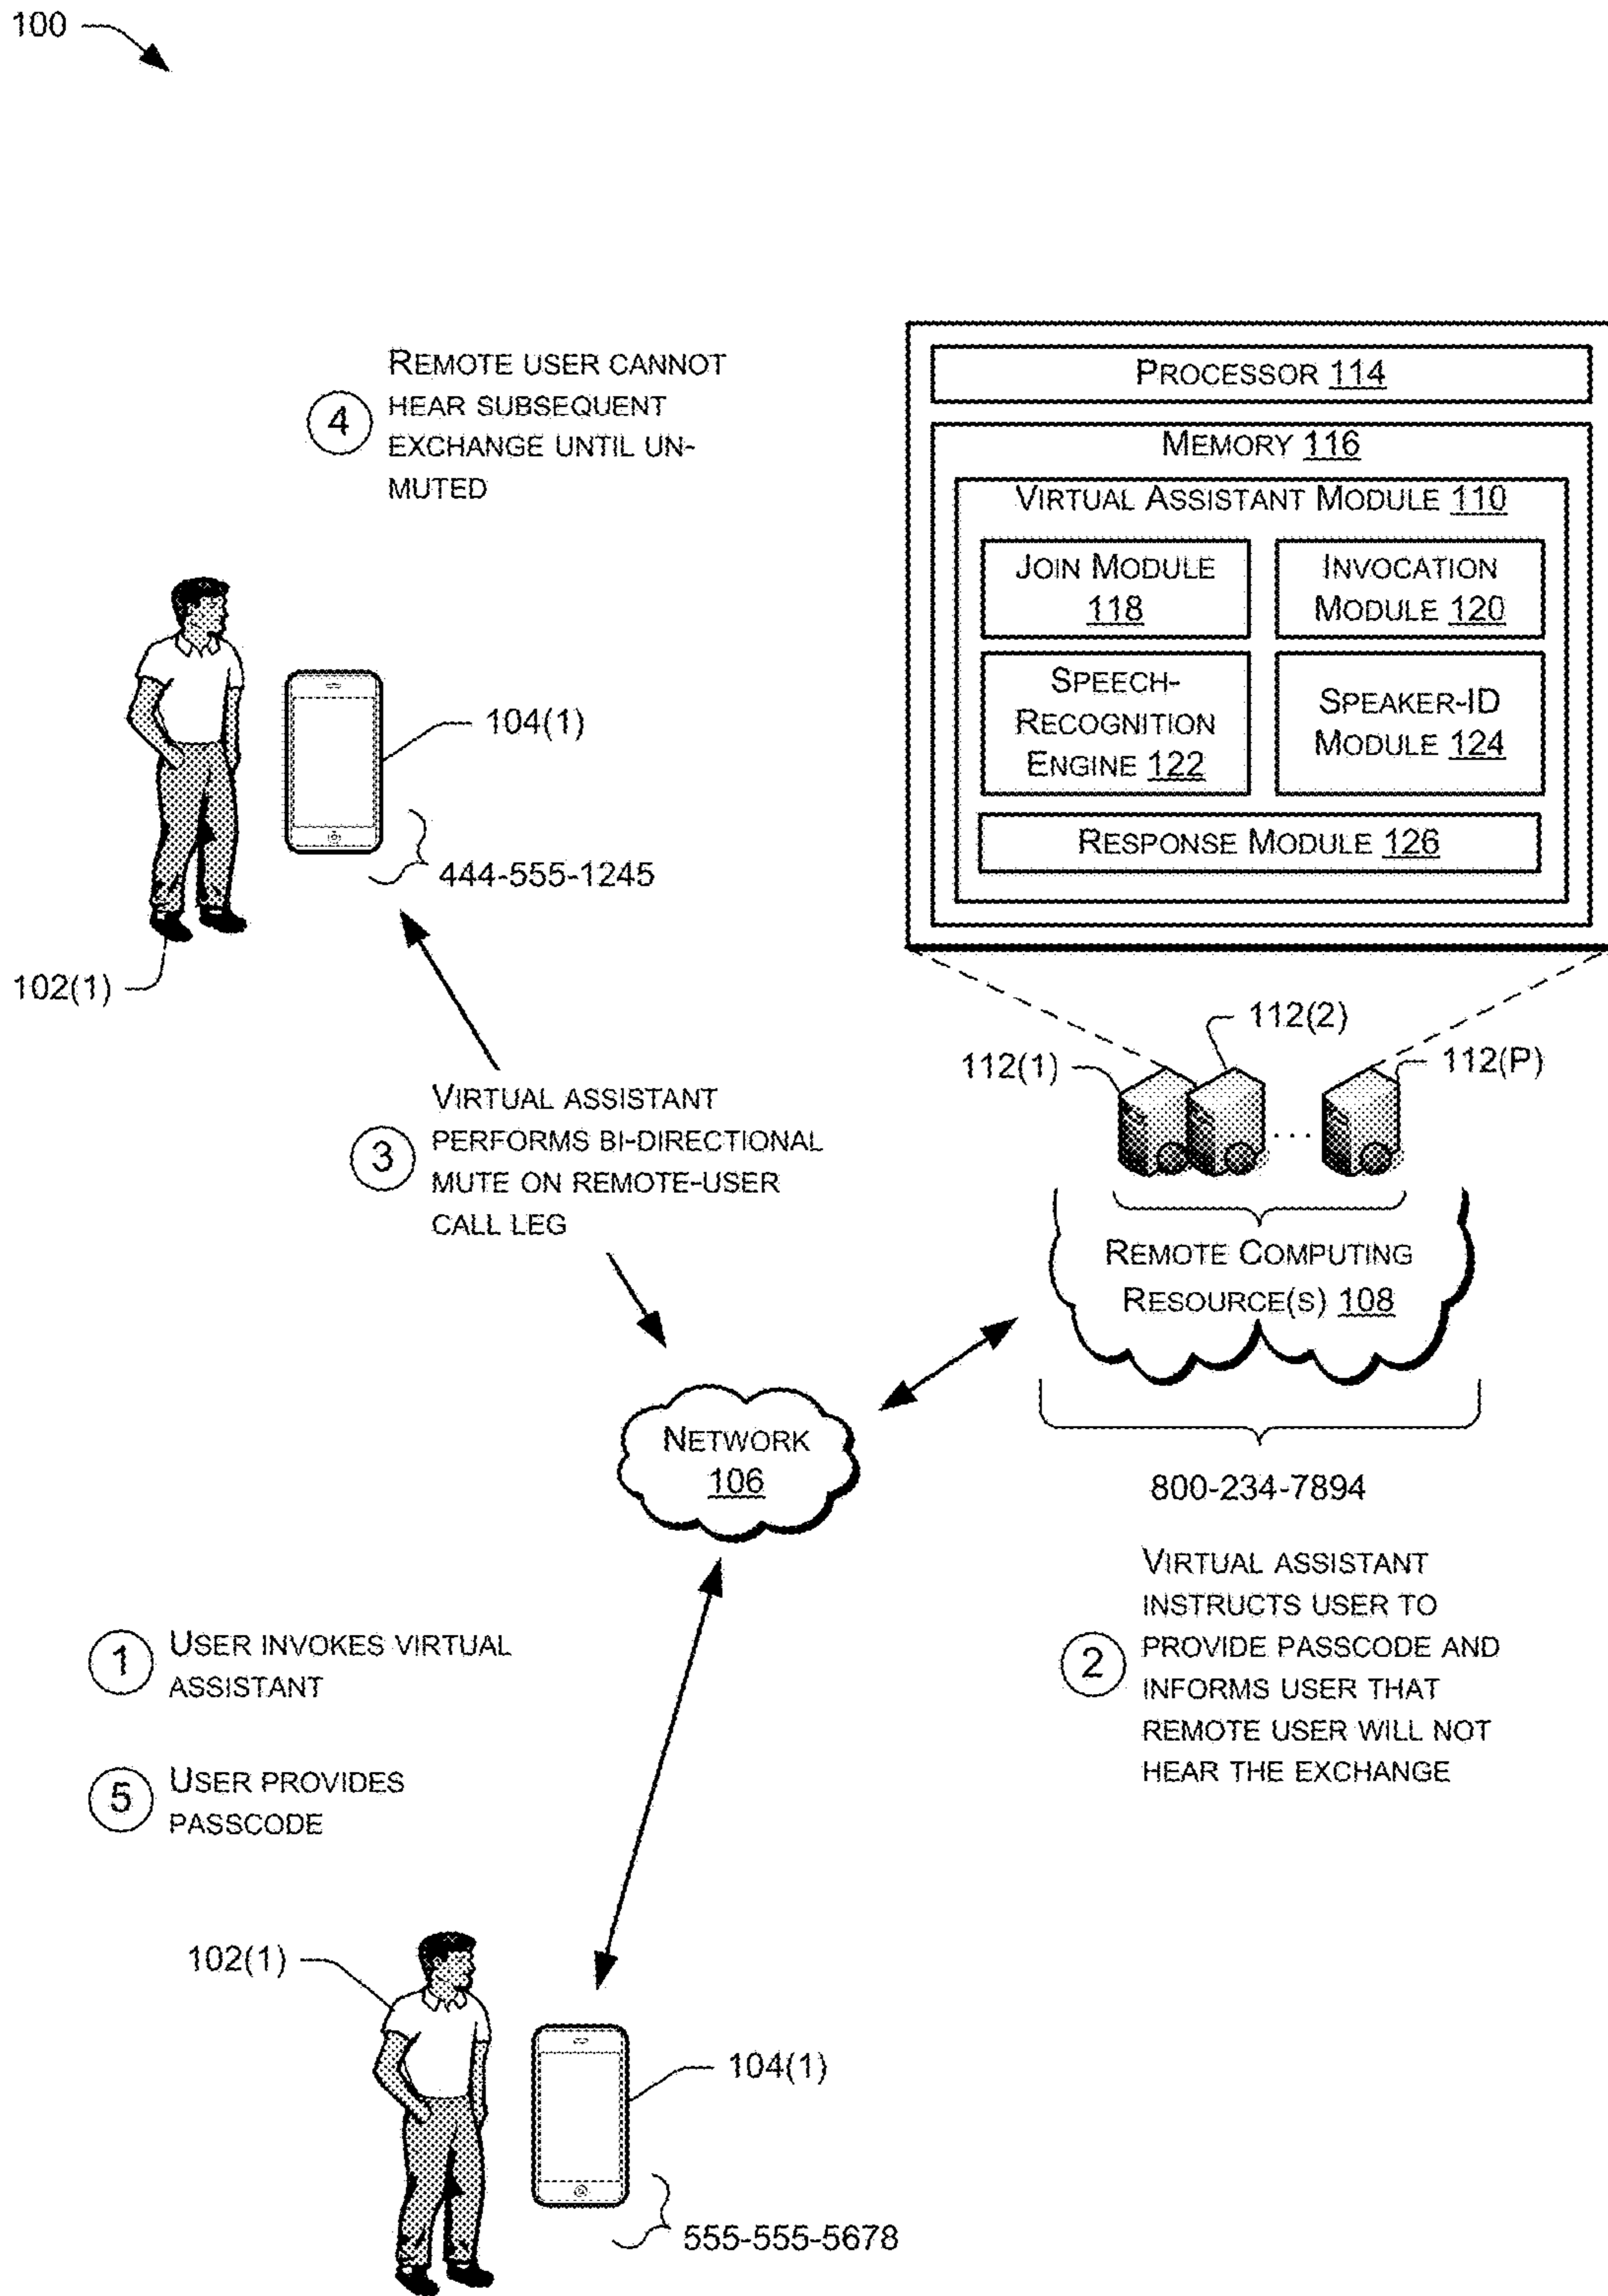 100
REMOTE USER CANNOT
HEAR SUBSEQUENT
EXCHANGE UNTIL UN-
MUTED
4
PROCESSOR 114
MEMORY 116
VIRTUAL ASSISTANT MODULE 110
JOIN MODULE
118
INVOCATION
MODULE 120
SPEECH-
RECOGNITION
ENGINE 122
SPEAKER-ID
MODULE 124
RESPONSE MODULE 126
104(1)
444-555-1245
102(1)
112(1)
112(2)
112(P)
...
3
VIRTUAL ASSISTANT
PERFORMS BI-DIRECTIONAL
MUTE ON REMOTE-USER
CALL LEG
REMOTE COMPUTING
RESOURCE(S) 108
NETWORK
106
800-234-7894
1
USER INVOKES VIRTUAL
ASSISTANT
2
VIRTUAL ASSISTANT
INSTRUCTS USER TO
PROVIDE PASSCODE AND
INFORMS USER THAT
REMOTE USER WILL NOT
HEAR THE EXCHANGE
5
USER PROVIDES
PASSCODE
102(1)
104(1)
555-555-5678